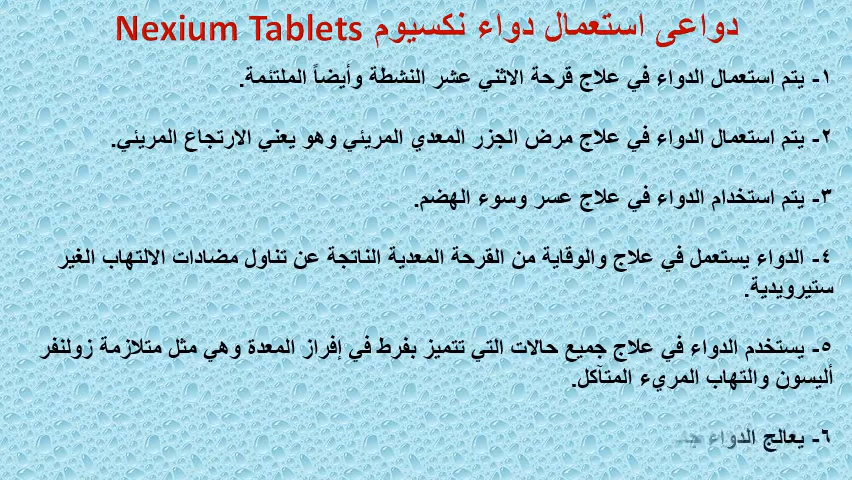 دواعى استعمال دواء نكسيوم Nexium Tablets
١- يتم استعمال الدواء في علاج قرحة الاثني عشر النشطة وأيضاً الملتئمة.
٢- يتم استعمال الدواء في علاج مرض الجزر المعدي المريئي وهو يعني الارتجاع المريئي.
٣- يتم استخدام الدواء في علاج عسر وسوء الهضم.
٤- الدواء يستعمل في علاج والوقاية من القرحة المعدية الناتجة عن تناول مضادات الالتهاب الغير
ستيرويدية.
٥- يستخدم الدواء في علاج جميع حالات التي تتميز بفرط في إفراز المعدة وهي مثل متلازمة زولنفر
أليسون والتهاب المريء المتآكل.
٦- يعالج الدواء